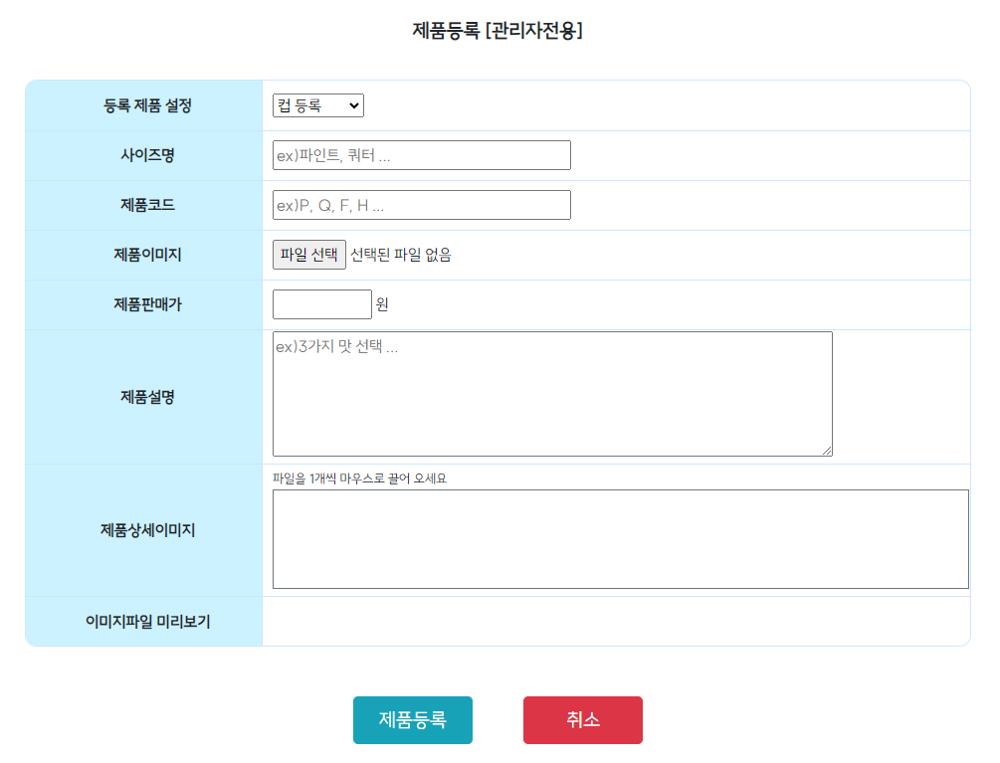 제품등록 [관리자전용]
등록 제품 설정 컵 등록
사이즈명 ex)파인트, 쿼터 ...
제품코드 ex)P, Q, F, H ...
제품이미지 파일 선택 선택된 파일 없음
제품판매가 원
제품설명 ex)3가지 맛 선택 ...
제품상세이미지 파일을 1개씩 마우스로 끌어 오세요
이미지파일 미리보기
제품등록 취소